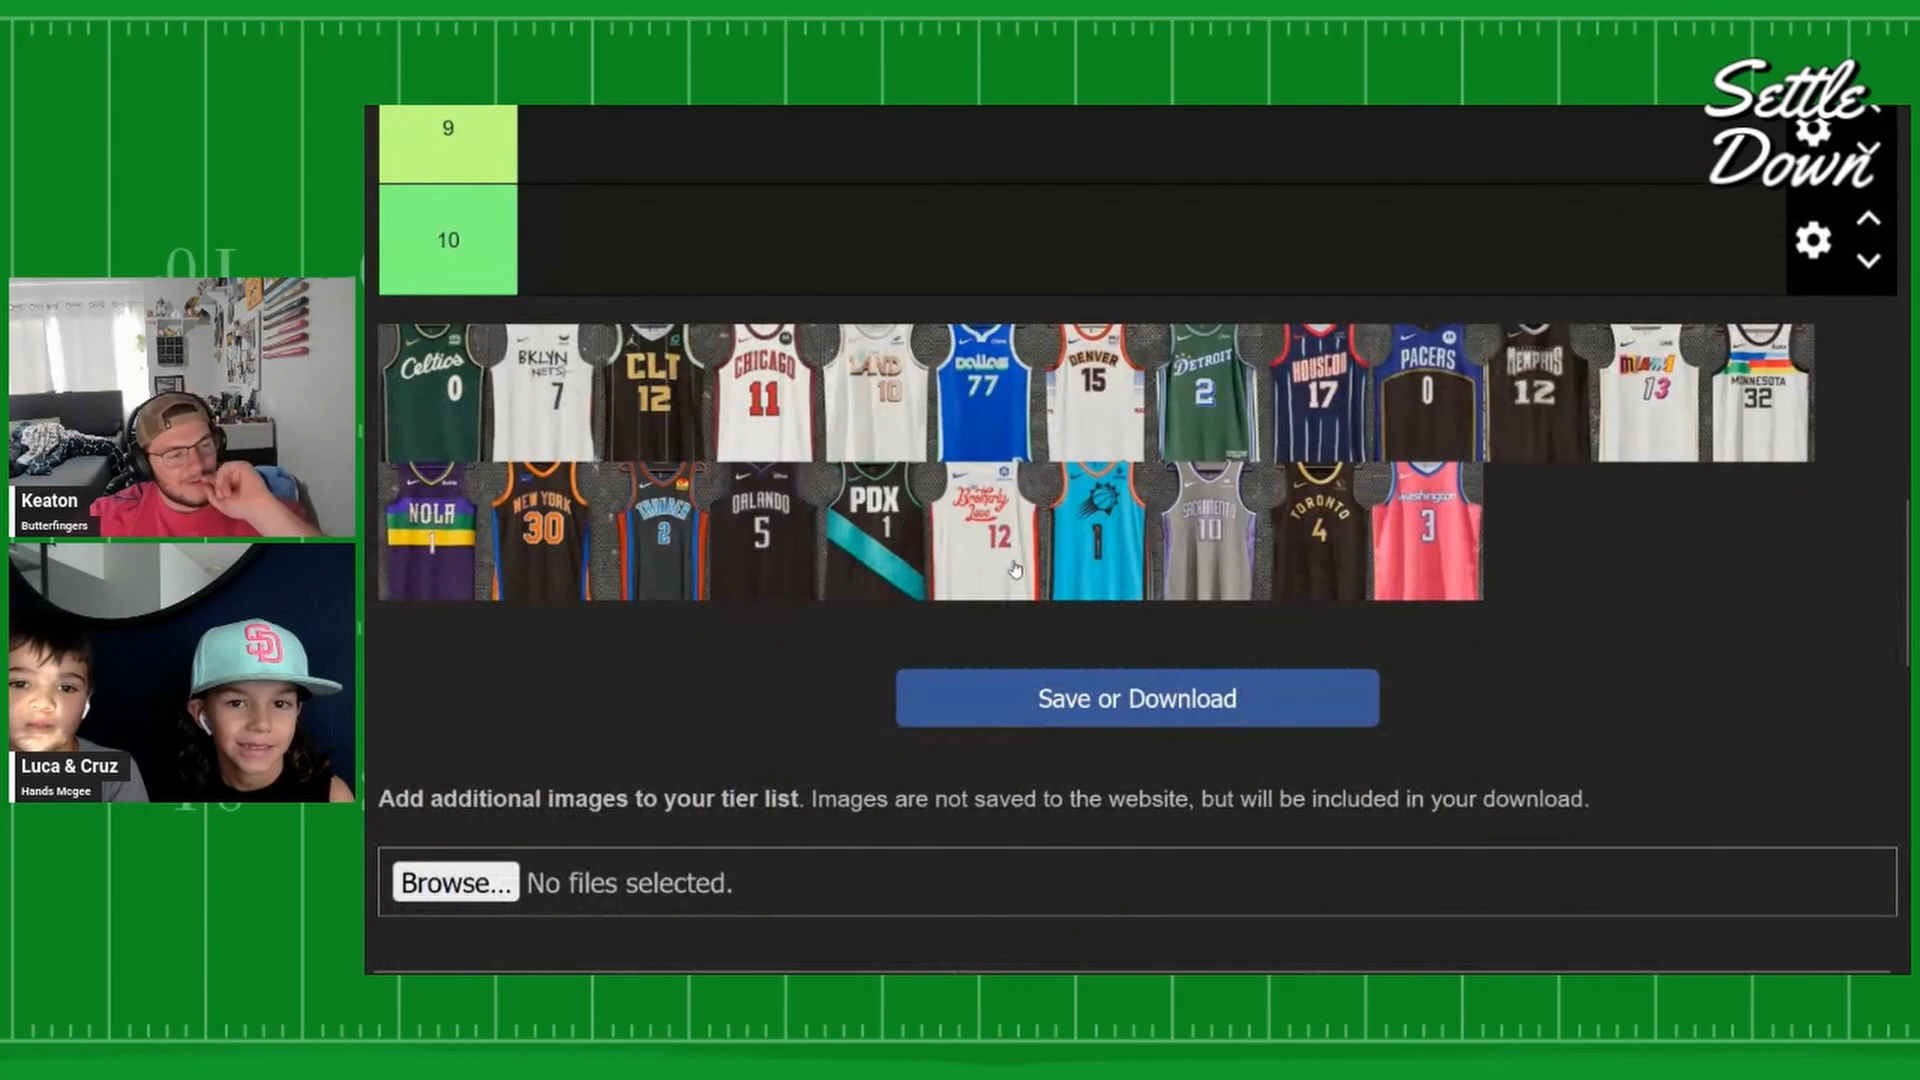 Settle
Down
9
10
Celtics 0
BKLYN NETS 7
CLT 12
CHICAGO 11
LAND 10
Dallas 77
DENVER 15
DETROIT 2
HOUSTON 17
PACERS 0
MEMPHIS 12
MIAMI 13
MINNESOTA 32
NOLA 1
NEW YORK 30
THUNDER 2
ORLANDO 5
PDX 1
Brotherly Love 12
1
SACRAMENTO 10
TORONTO 4
Washington 3
SD
Keaton
Butterfingers
Luca & Cruz
Hands Mcgee
Save or Download
Add additional images to your tier list. Images are not saved to the website, but will be included in your download.
Browse... No files selected.